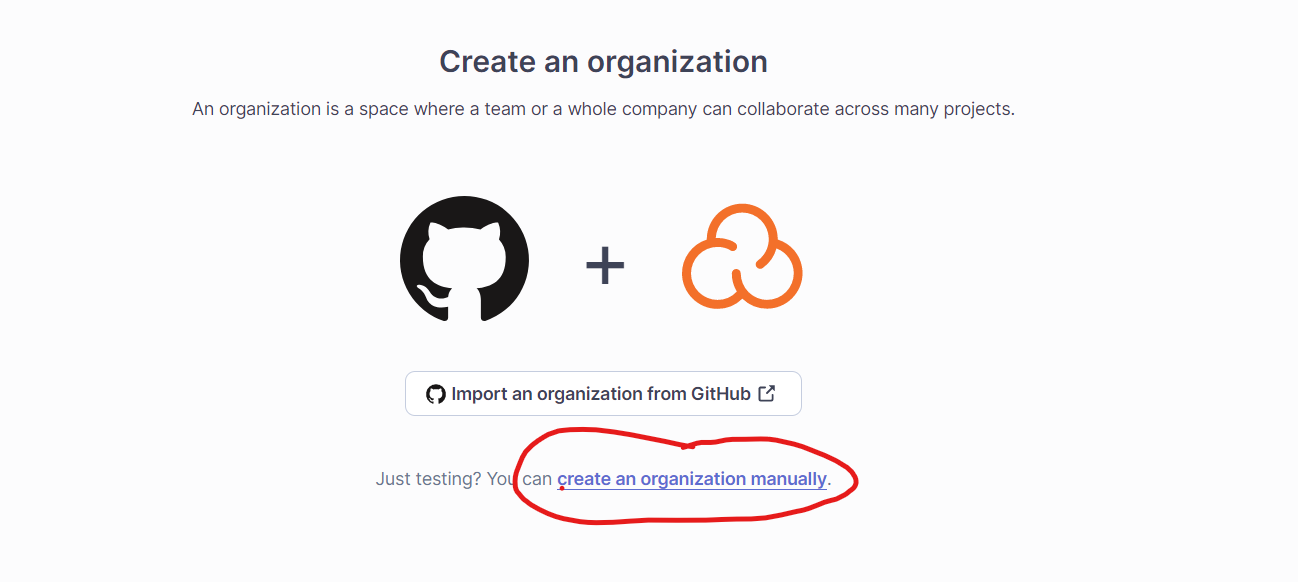 Create an organization
An organization is a space where a team or a whole company can collaborate across many projects.
Import an organization from GitHub
Just testing? You can create an organization manually.